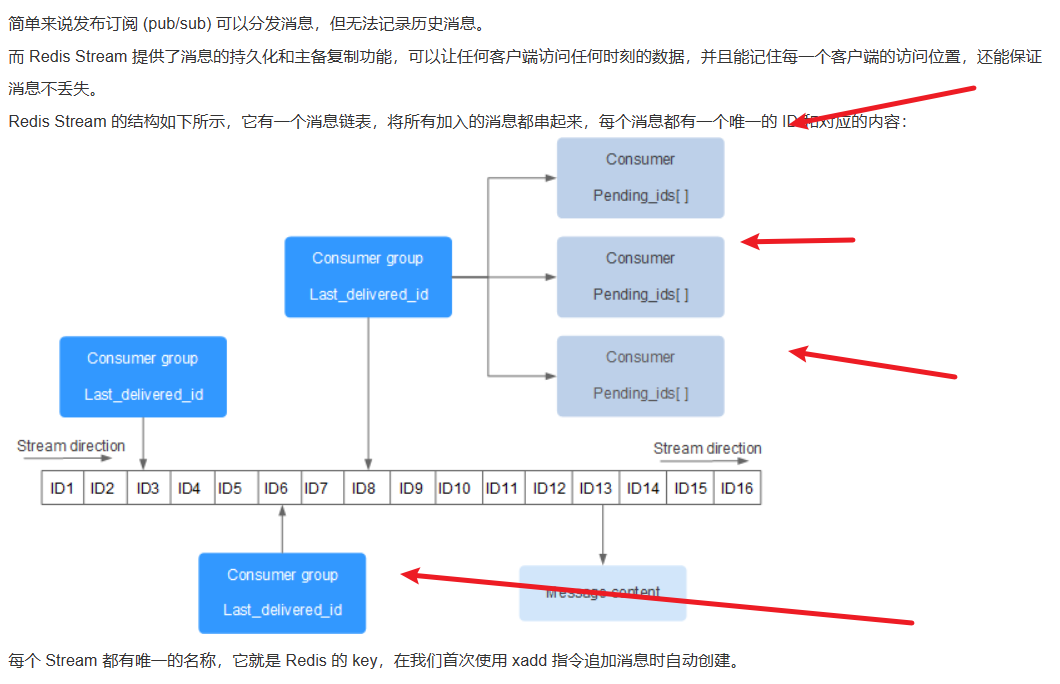 简单来说发布订阅 (pub/sub) 可以分发消息，但无法记录历史消息。
而 Redis Stream 提供了消息的持久化和主备复制功能，可以让任何客户端访问任何时刻的数据，并且能记住每一个客户端的访问位置，还能保证
消息不丢失。
Redis Stream 的结构如下所示，它有一个消息链表，将所有加入的消息都串起来，每个消息都有一个唯一的 ID 和对应的内容：
Consumer
Pending_ids[ ]
Consumer group
Last_delivered_id
Consumer
Pending_ids[ ]
Consumer group
Last_delivered_id
Consumer
Pending_ids[ ]
Stream direction
Stream direction
ID1 ID2 ID3 ID4 ID5 ID6 ID7 ID8 ID9 ID10 ID11 ID12 ID13 ID14 ID15 ID16
Consumer group
Last_delivered_id
Message content
每个 Stream 都有唯一的名称，它就是 Redis 的 key，在我们首次使用 xadd 指令追加消息时自动创建。